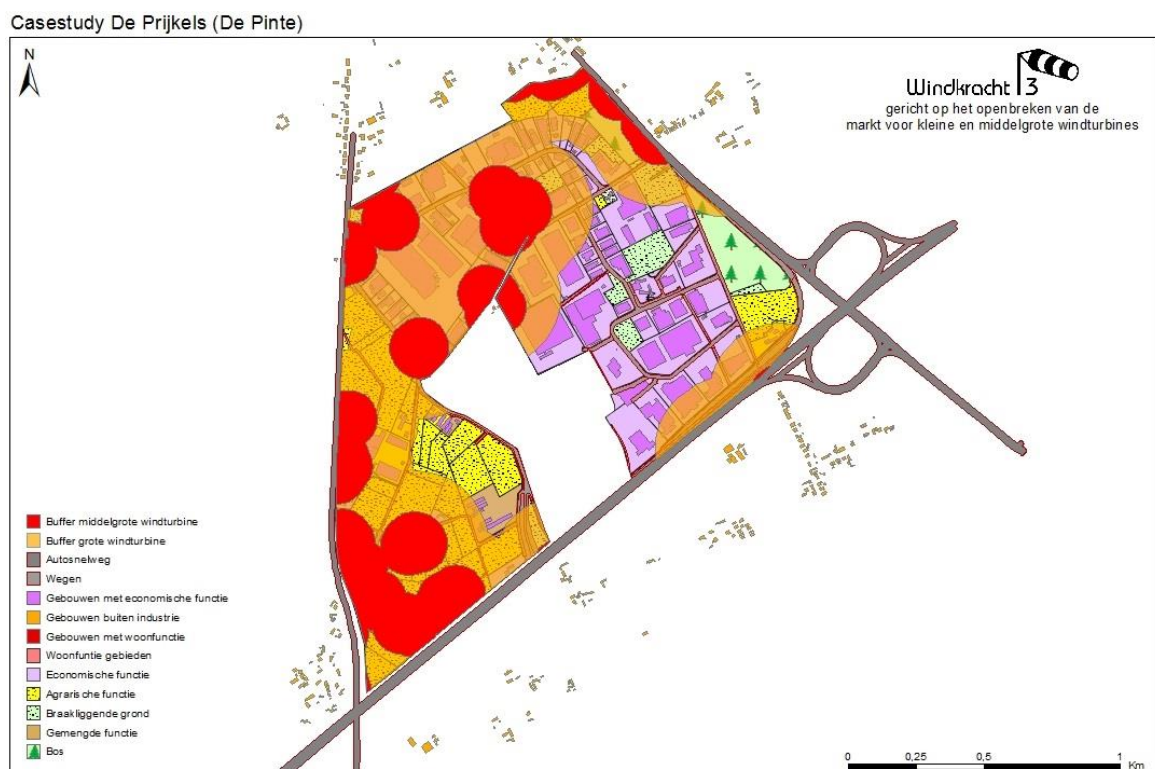 Casestudy De Prijkels (De Pinte)
N
Windkracht 13
gericht op het openbreken van de
markt voor kleine en middelgrote windturbines
Buffer middelgrote windturbine
Buffer grote windturbine
Autosnelweg
Wegen
Gebouwen met economische functie
Gebouwen buiten industrie
Gebouwen met woonfunctie
Woonfuntie gebieden
Economische functie
Agrarische functie
Braakliggende grond
Gemengde functie
Bos
0 0,25 0,5 1
Km